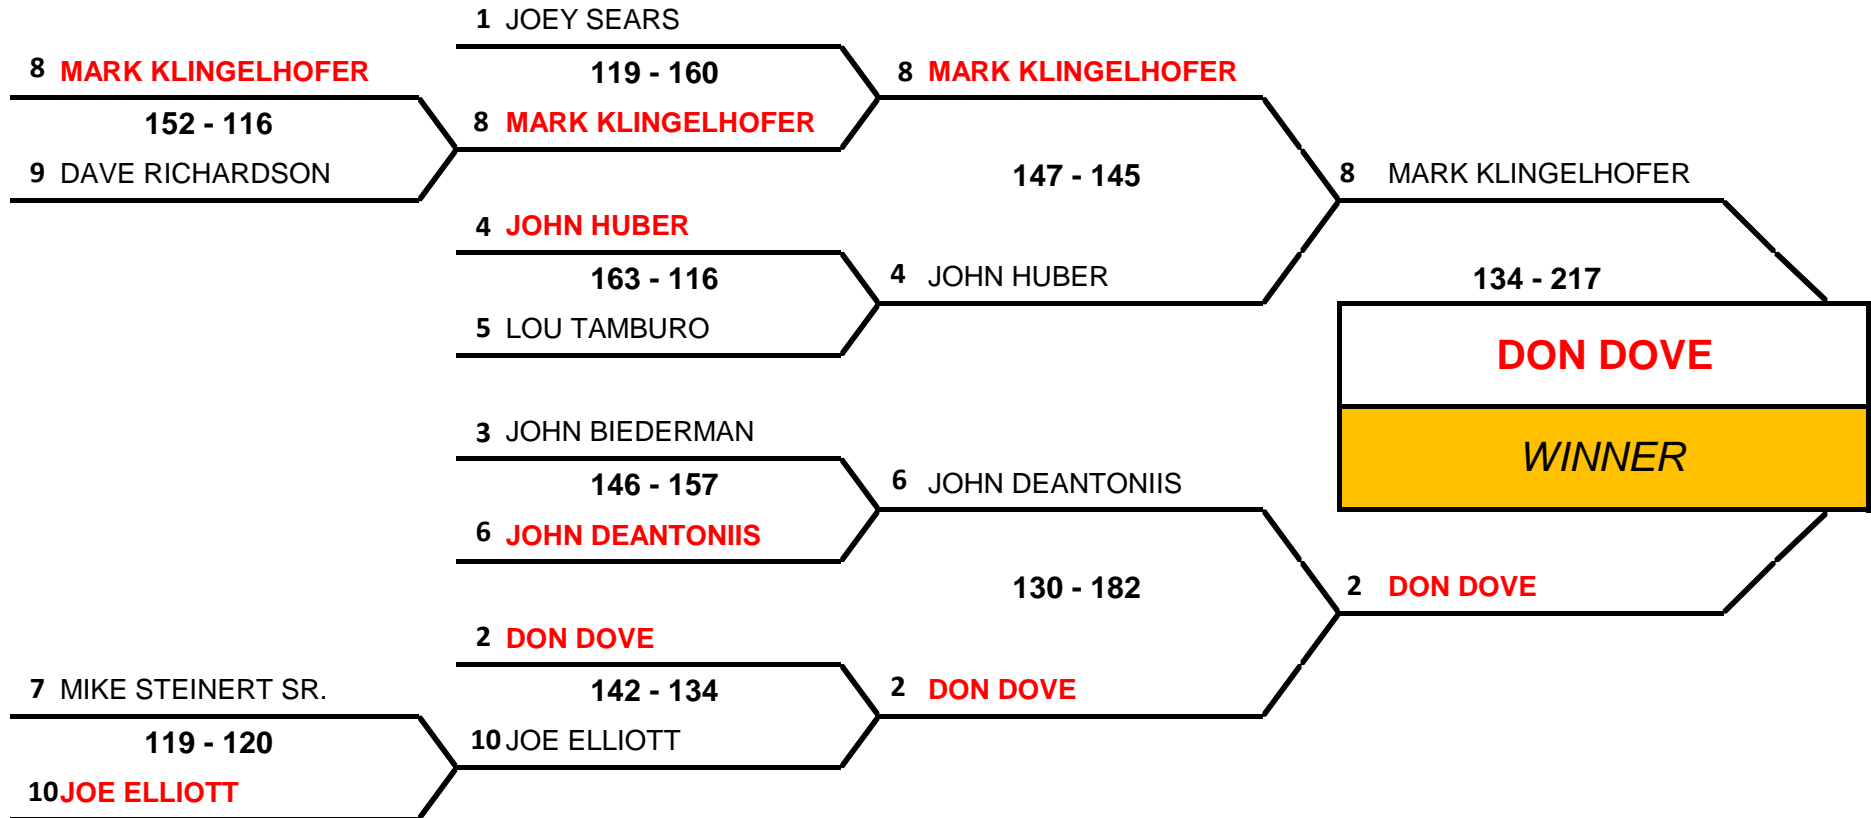 8 MARK KLINGELHOFER
152 - 116
9 DAVE RICHARDSON
7 MIKE STEINERT SR.
119 - 120
10 JOE ELLIOTT
1 JOEY SEARS
119 - 160
8 MARK KLINGELHOFER
4 JOHN HUBER
163 - 116
5 LOU TAMBURO
3 JOHN BIEDERMAN
146 - 157
6 JOHN DEANTONIIS
2 DON DOVE
142 - 134
10 JOE ELLIOTT
8 MARK KLINGELHOFER
147 - 145
4 JOHN HUBER
6 JOHN DEANTONIIS
130 - 182
2 DON DOVE
8 MARK KLINGELHOFER
134 - 217
2 DON DOVE
DON DOVE
WINNER